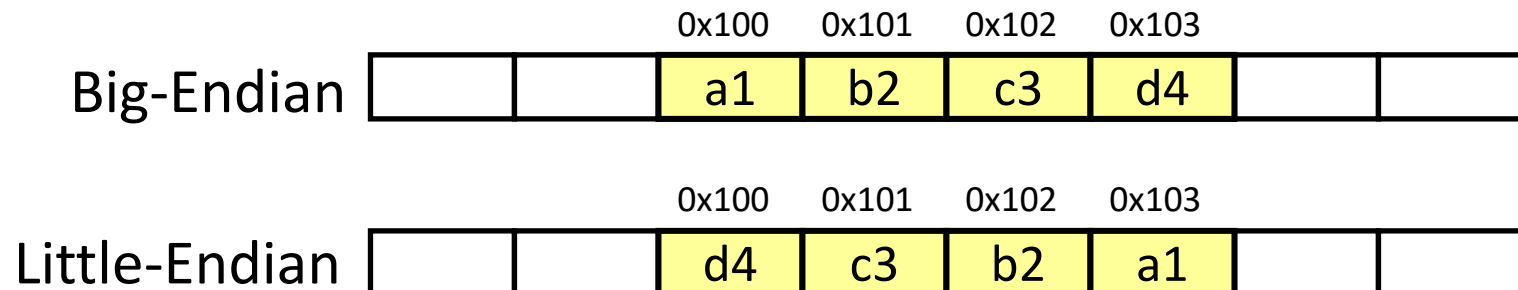 0x100 0x101 0x102 0x103
Big-Endian a1 b2 c3 d4
0x100 0x101 0x102 0x103
Little-Endian d4 c3 b2 a1